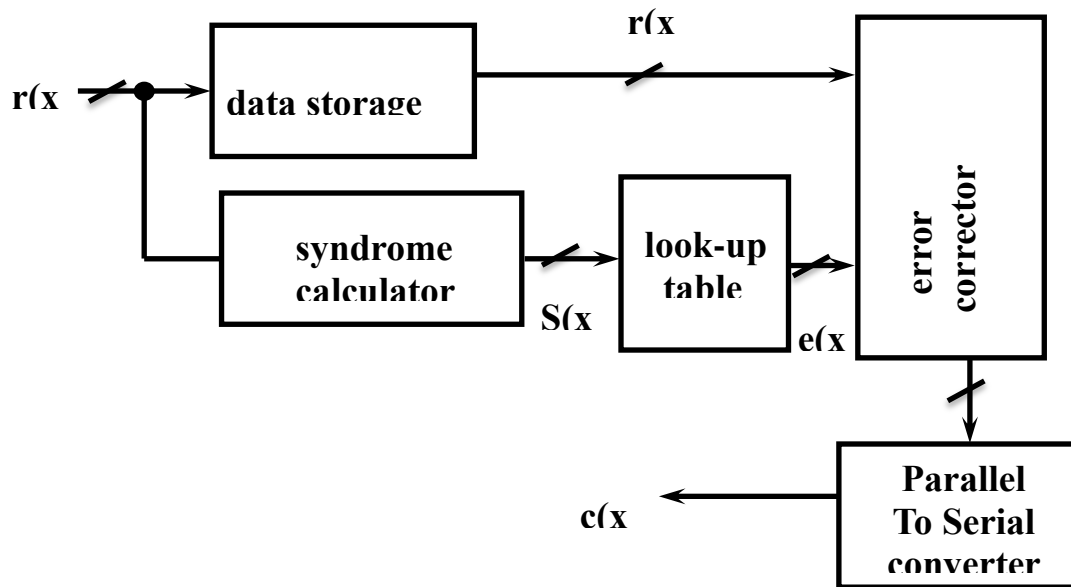 r(x
r(x
data storage
syndrome
calculator
S(x
look-up
table
e(x
error
corrector
Parallel
To Serial
converter
c(x